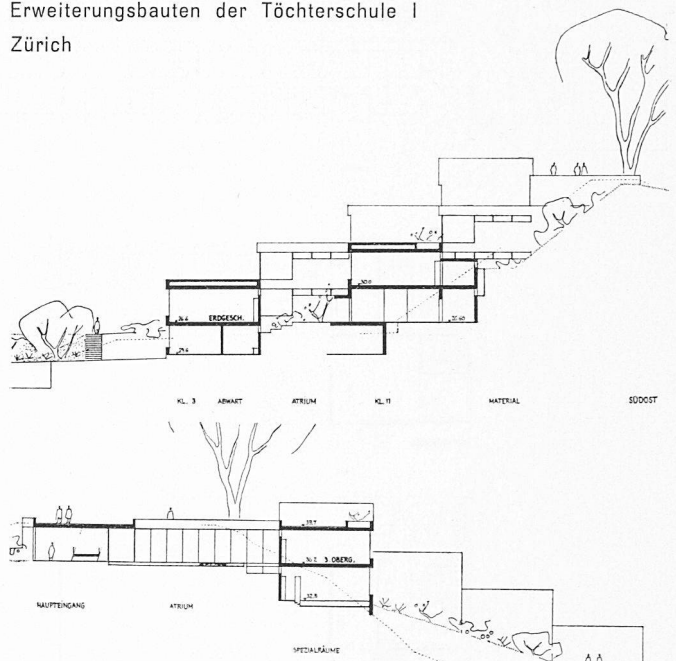 Erweiterungsbauten der Töchterschule I
Zürich
ERDGESCH.
KL. 3 ABWART ATRIUM KL. 11 MATERIAL SÜDOST
3. OBERG.
HAUPTEINGANG ATRIUM
SPEZIALRÄUME